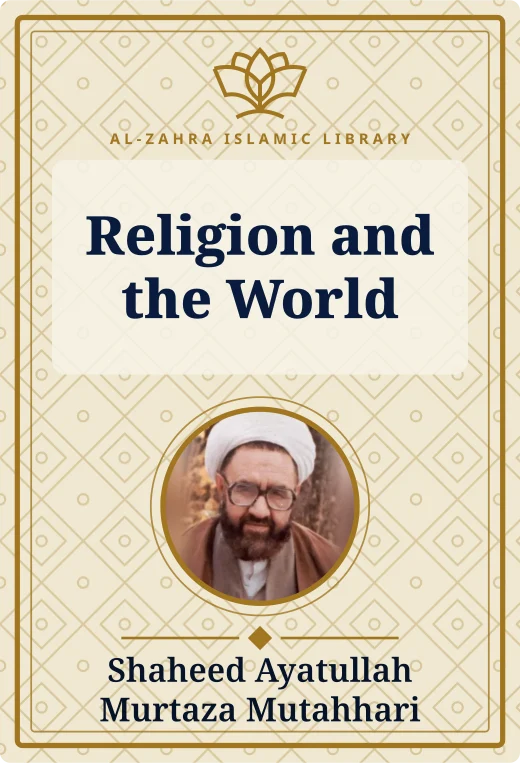 AL-ZAHRA ISLAMIC LIBRARY
Religion and
the World
Shaheed Ayatullah
Murtaza Mutahhari